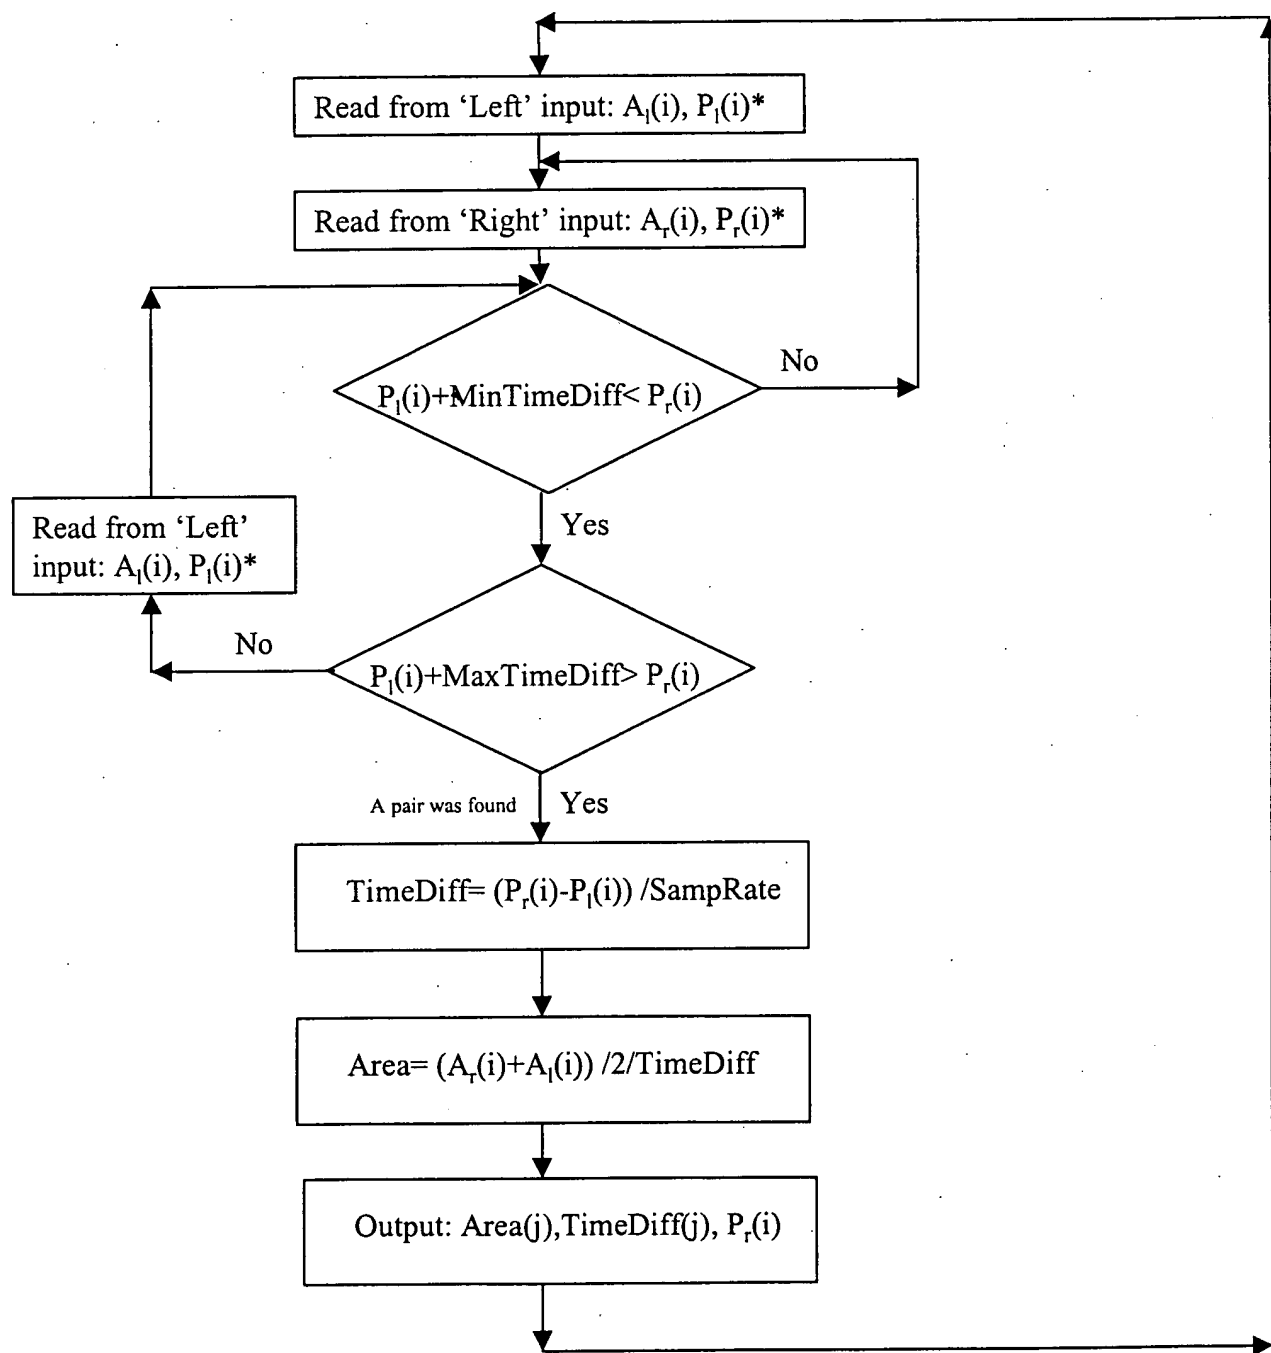 Read from ‘Left’ input: Aₗ(i), Pₗ(i)*
Read from ‘Right’ input: Aᵣ(i), Pᵣ(i)*
No
Pₗ(i)+MinTimeDiff< Pᵣ(i)
Read from ‘Left’
input: Aₗ(i), Pₗ(i)*
Yes
No
Pₗ(i)+MaxTimeDiff> Pᵣ(i)
A pair was found
Yes
TimeDiff= (Pᵣ(i)-Pₗ(i)) /SampRate
Area= (Aᵣ(i)+Aₗ(i)) /2/TimeDiff
Output: Area(j),TimeDiff(j), Pᵣ(i)